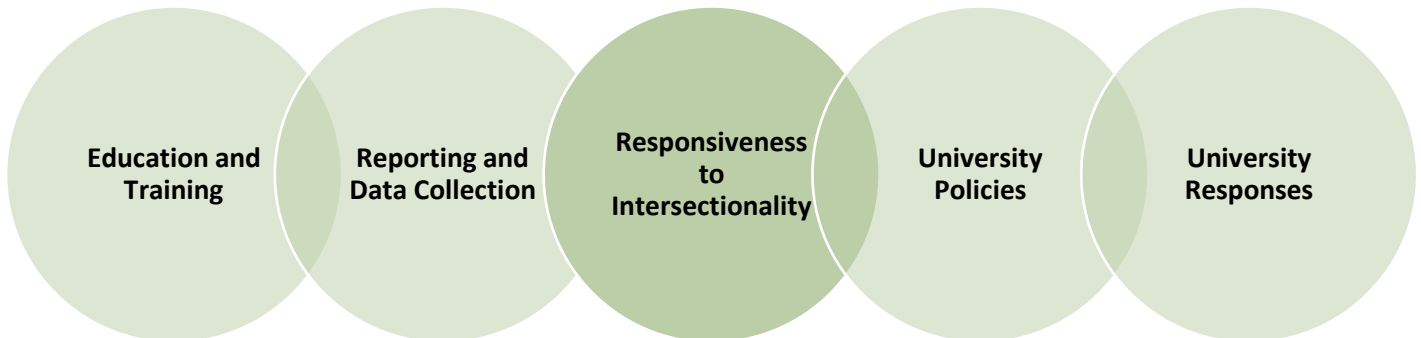 Education and
Training
Reporting and
Data Collection
Responsiveness
to
Intersectionality
University
Policies
University
Responses